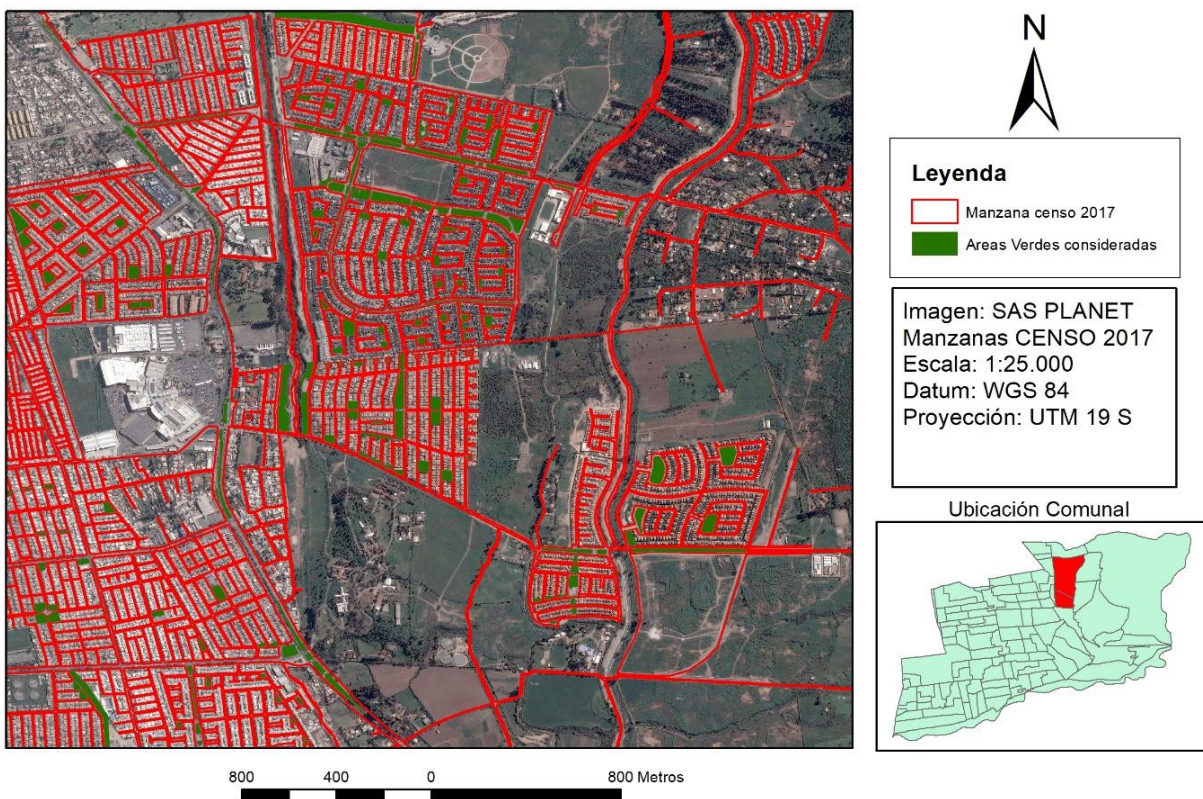 N
Leyenda
Manzana censo 2017
Areas Verdes consideradas
Imagen: SAS PLANET
Manzanas CENSO 2017
Escala: 1:25.000
Datum: WGS 84
Proyección: UTM 19 S
Ubicación Comunal
800 400 0 800 Metros